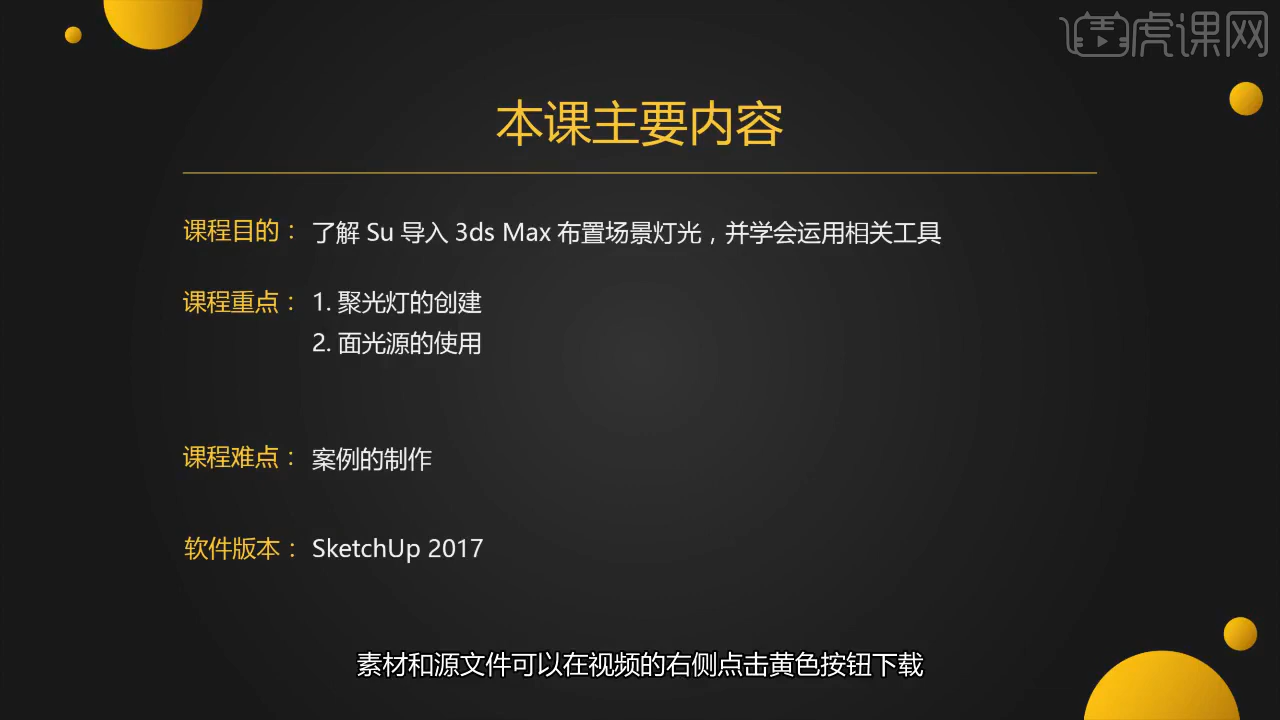 虎课网
本课主要内容
课程目的： 了解 Su 导入 3ds Max 布置场景灯光，并学会运用相关工具
课程重点： 1. 聚光灯的创建
2. 面光源的使用
课程难点： 案例的制作
软件版本： SketchUp 2017
素材和源文件可以在视频的右侧点击黄色按钮下载